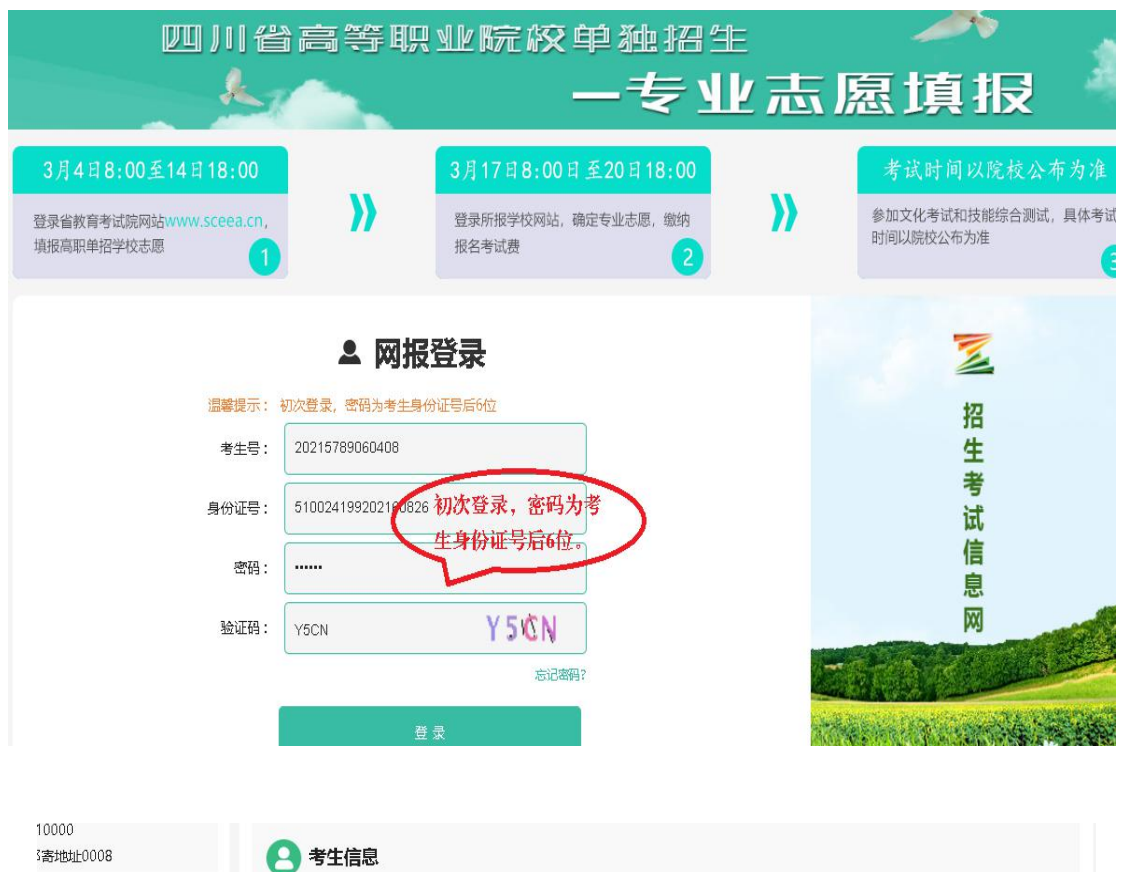 四川省高等职业院校单独招生
—专业志愿填报
3月4日8:00至14日18:00
登录省教育考试院网站www.sceea.cn,
填报高职单招学校志愿
1
3月17日8:00日至20日18:00
登录所报学校网站，确定专业志愿，缴纳
报名考试费
2
考试时间以院校公布为准
参加文化考试和技能综合测试，具体考试
时间以院校公布为准
3
网报登录
温馨提示： 初次登录，密码为考生身份证号后6位
考生号： 20215789060408
身份证号：
初次登录，密码为考
生身份证号后6位。
密码： ••••••
验证码： Y5CN Y5CN
忘记密码?
登 录
招生考试信息网
10000
寄地址0008
考生信息